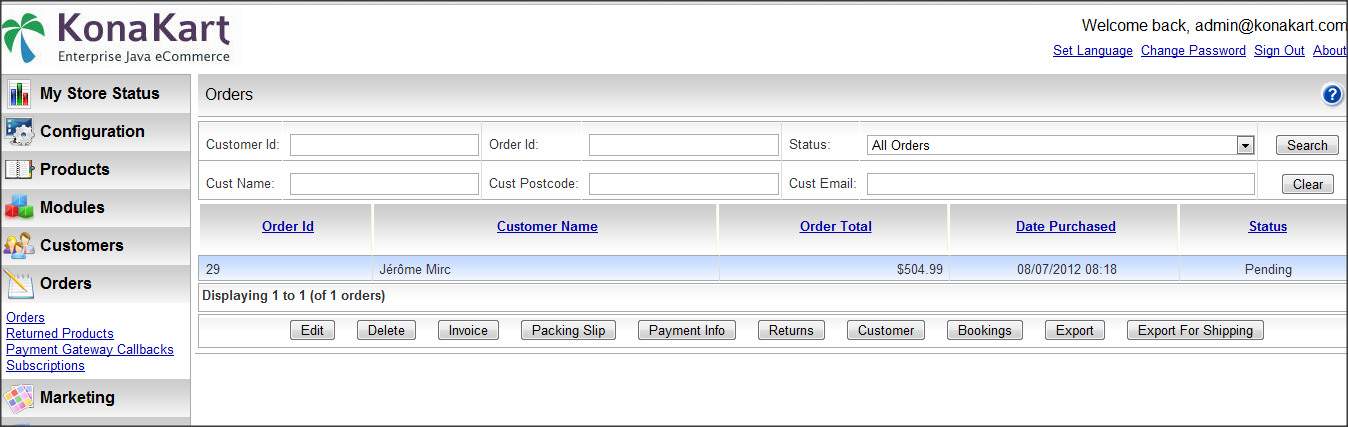 KonaKart
Enterprise Java eCommerce
Welcome back, admin@konakart.com
Set Language Change Password Sign Out About
My Store Status
Configuration
Products
Modules
Customers
Orders
Orders
Returned Products
Payment Gateway Callbacks
Subscriptions
Marketing
Orders
?
Customer Id: Order Id: Status: All Orders Search
Cust Name: Cust Postcode: Cust Email: Clear
Order Id Customer Name Order Total Date Purchased Status
29 Jérôme Mirc $504.99 08/07/2012 08:18 Pending
Displaying 1 to 1 (of 1 orders)
Edit Delete Invoice Packing Slip Payment Info Returns Customer Bookings Export Export For Shipping